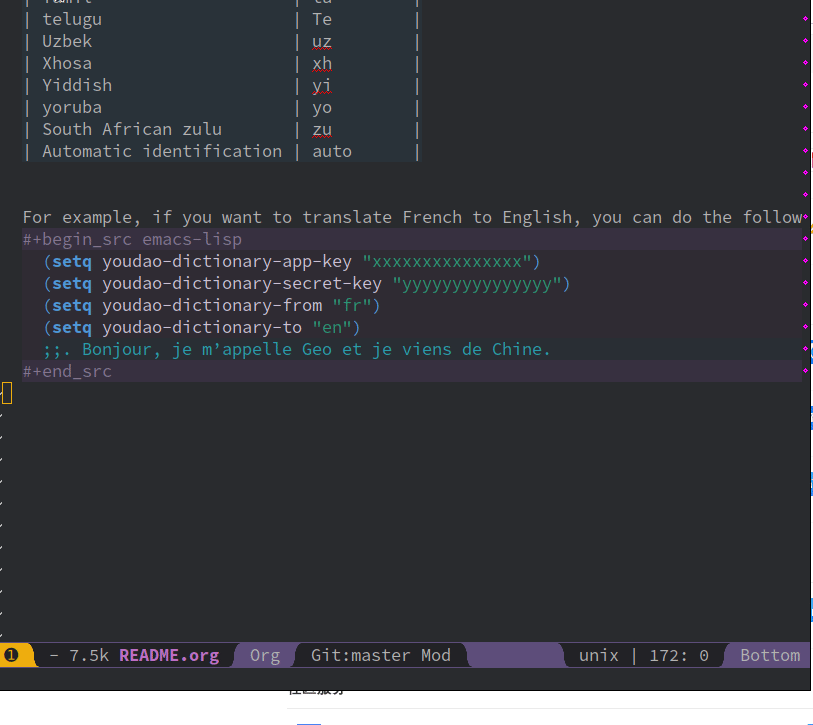 | telugu | Te |
| Uzbek | uz |
| Xhosa | xh |
| Yiddish | yi |
| yoruba | yo |
| South African zulu | zu |
| Automatic identification | auto |
For example, if you want to translate French to English, you can do the follow
#+begin_src emacs-lisp
(setq youdao-dictionary-app-key "xxxxxxxxxxxxxxx")
(setq youdao-dictionary-secret-key "yyyyyyyyyyyyyyy")
(setq youdao-dictionary-from "fr")
(setq youdao-dictionary-to "en")
;;. Bonjour, je m’appelle Geo et je viens de Chine.
#+end_src
1 - 7.5k README.org Org Git:master Mod unix | 172: 0 Bottom